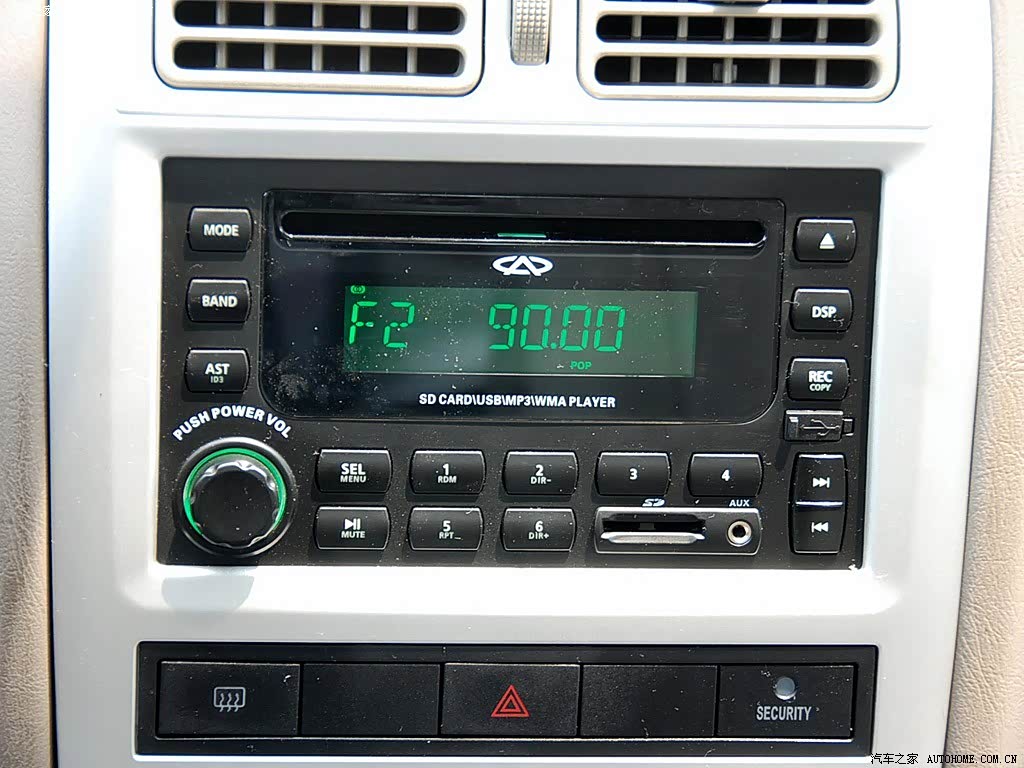 家
MODE
BAND
AST
ID3
PUSH POWER VOL
F2 90.00
POP
SD CARD\USB\MP3\WMA PLAYER
DSP
REC
COPY
SEL
MENU
1
RDM
2
DIR-
3
4
MUTE
5
RPT
6
DIR+
SD
AUX
SECURITY
汽车之家 AUTOHOME.COM.CN